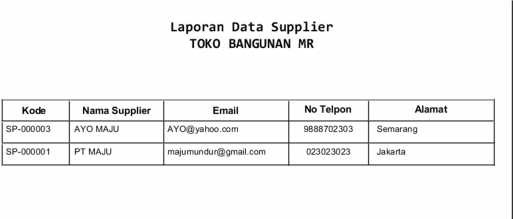 Laporan Data Supplier
TOKO BANGUNAN MR
Kode Nama Supplier Email No Telpon Alamat
SP-000003 AYO MAJU AYO@yahoo.com 9888702303 Semarang
SP-000001 PT MAJU majumundur@gmail.com 023023023 Jakarta